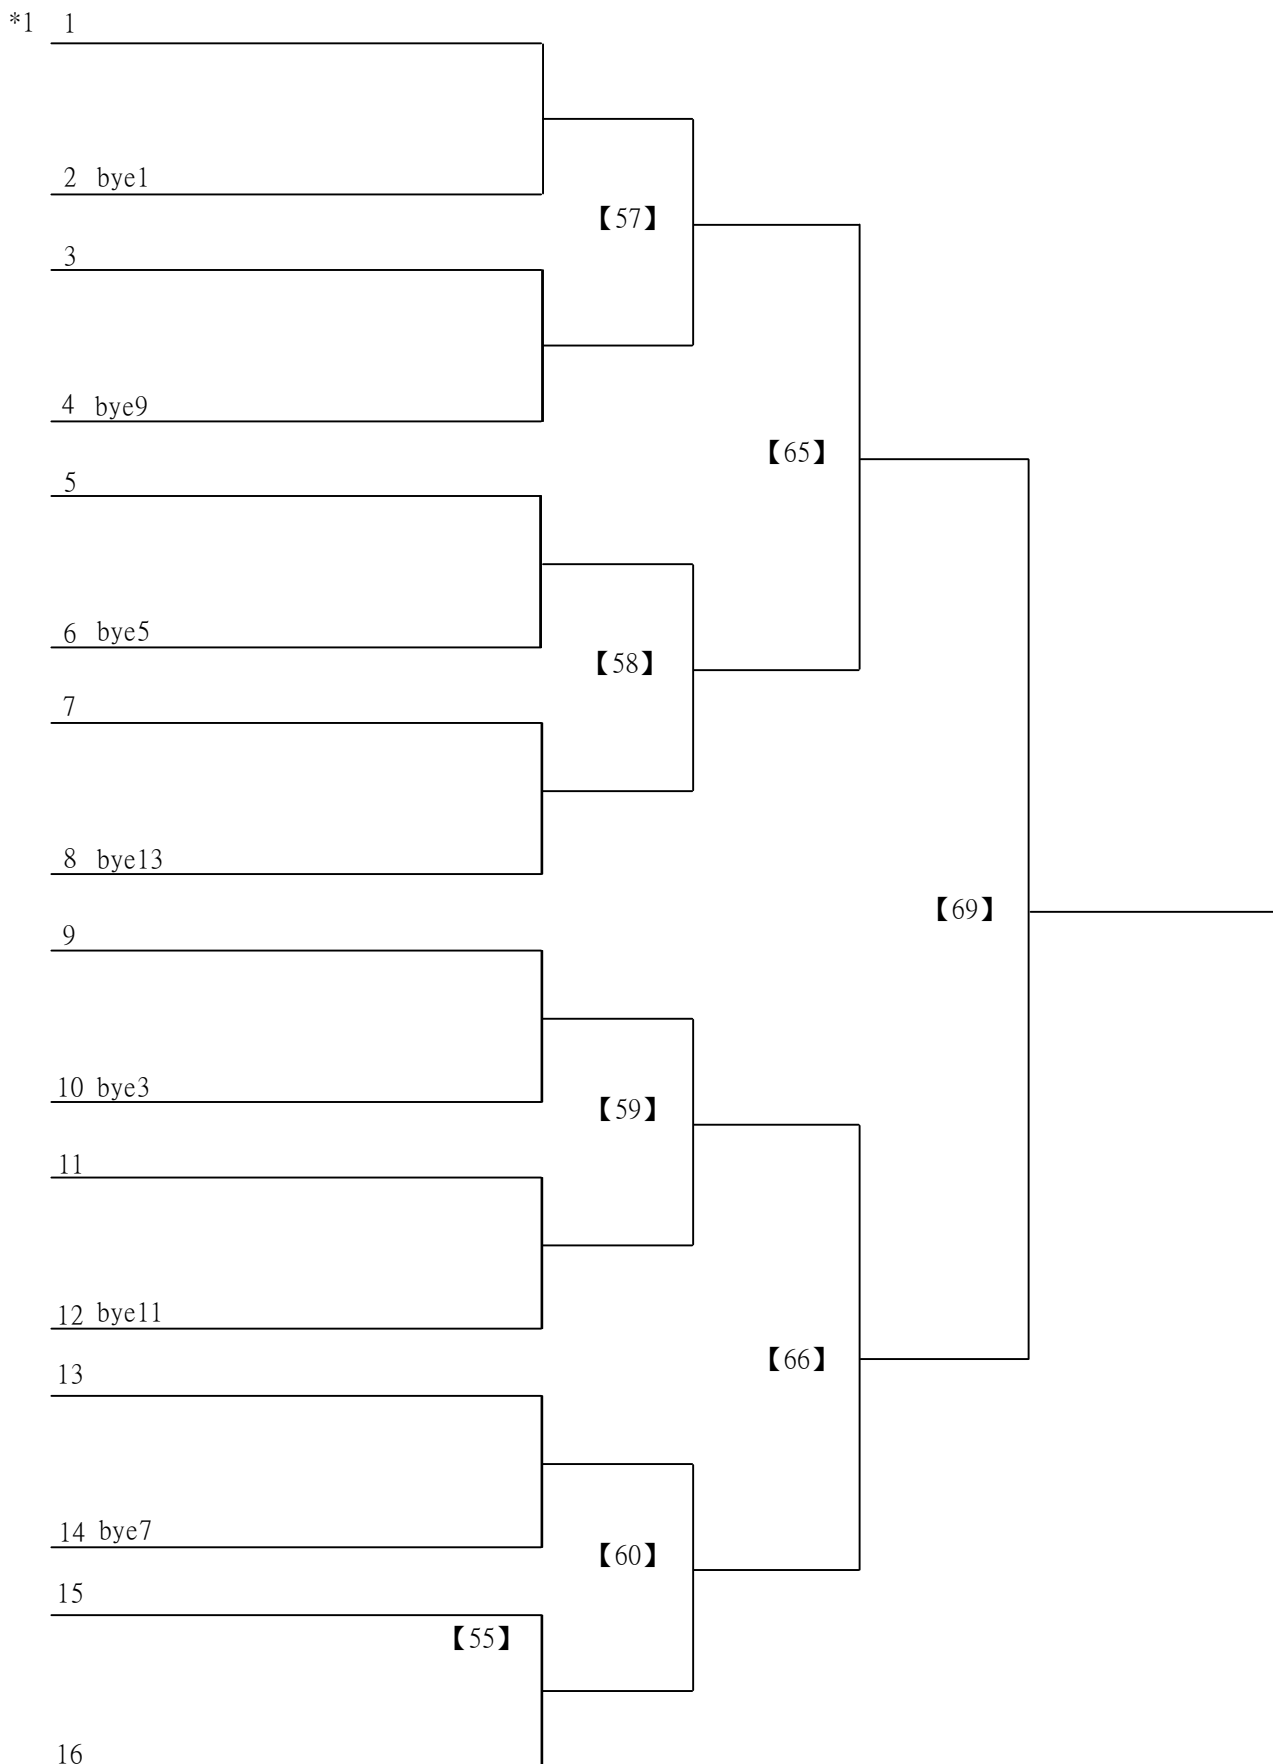 *1 1
2 bye1
【57】
3
4 bye9
【65】
5
6 bye5
【58】
7
8 bye13
【69】
9
10 bye3
【59】
11
12 bye11
【66】
13
14 bye7
【60】
15
【55】
16